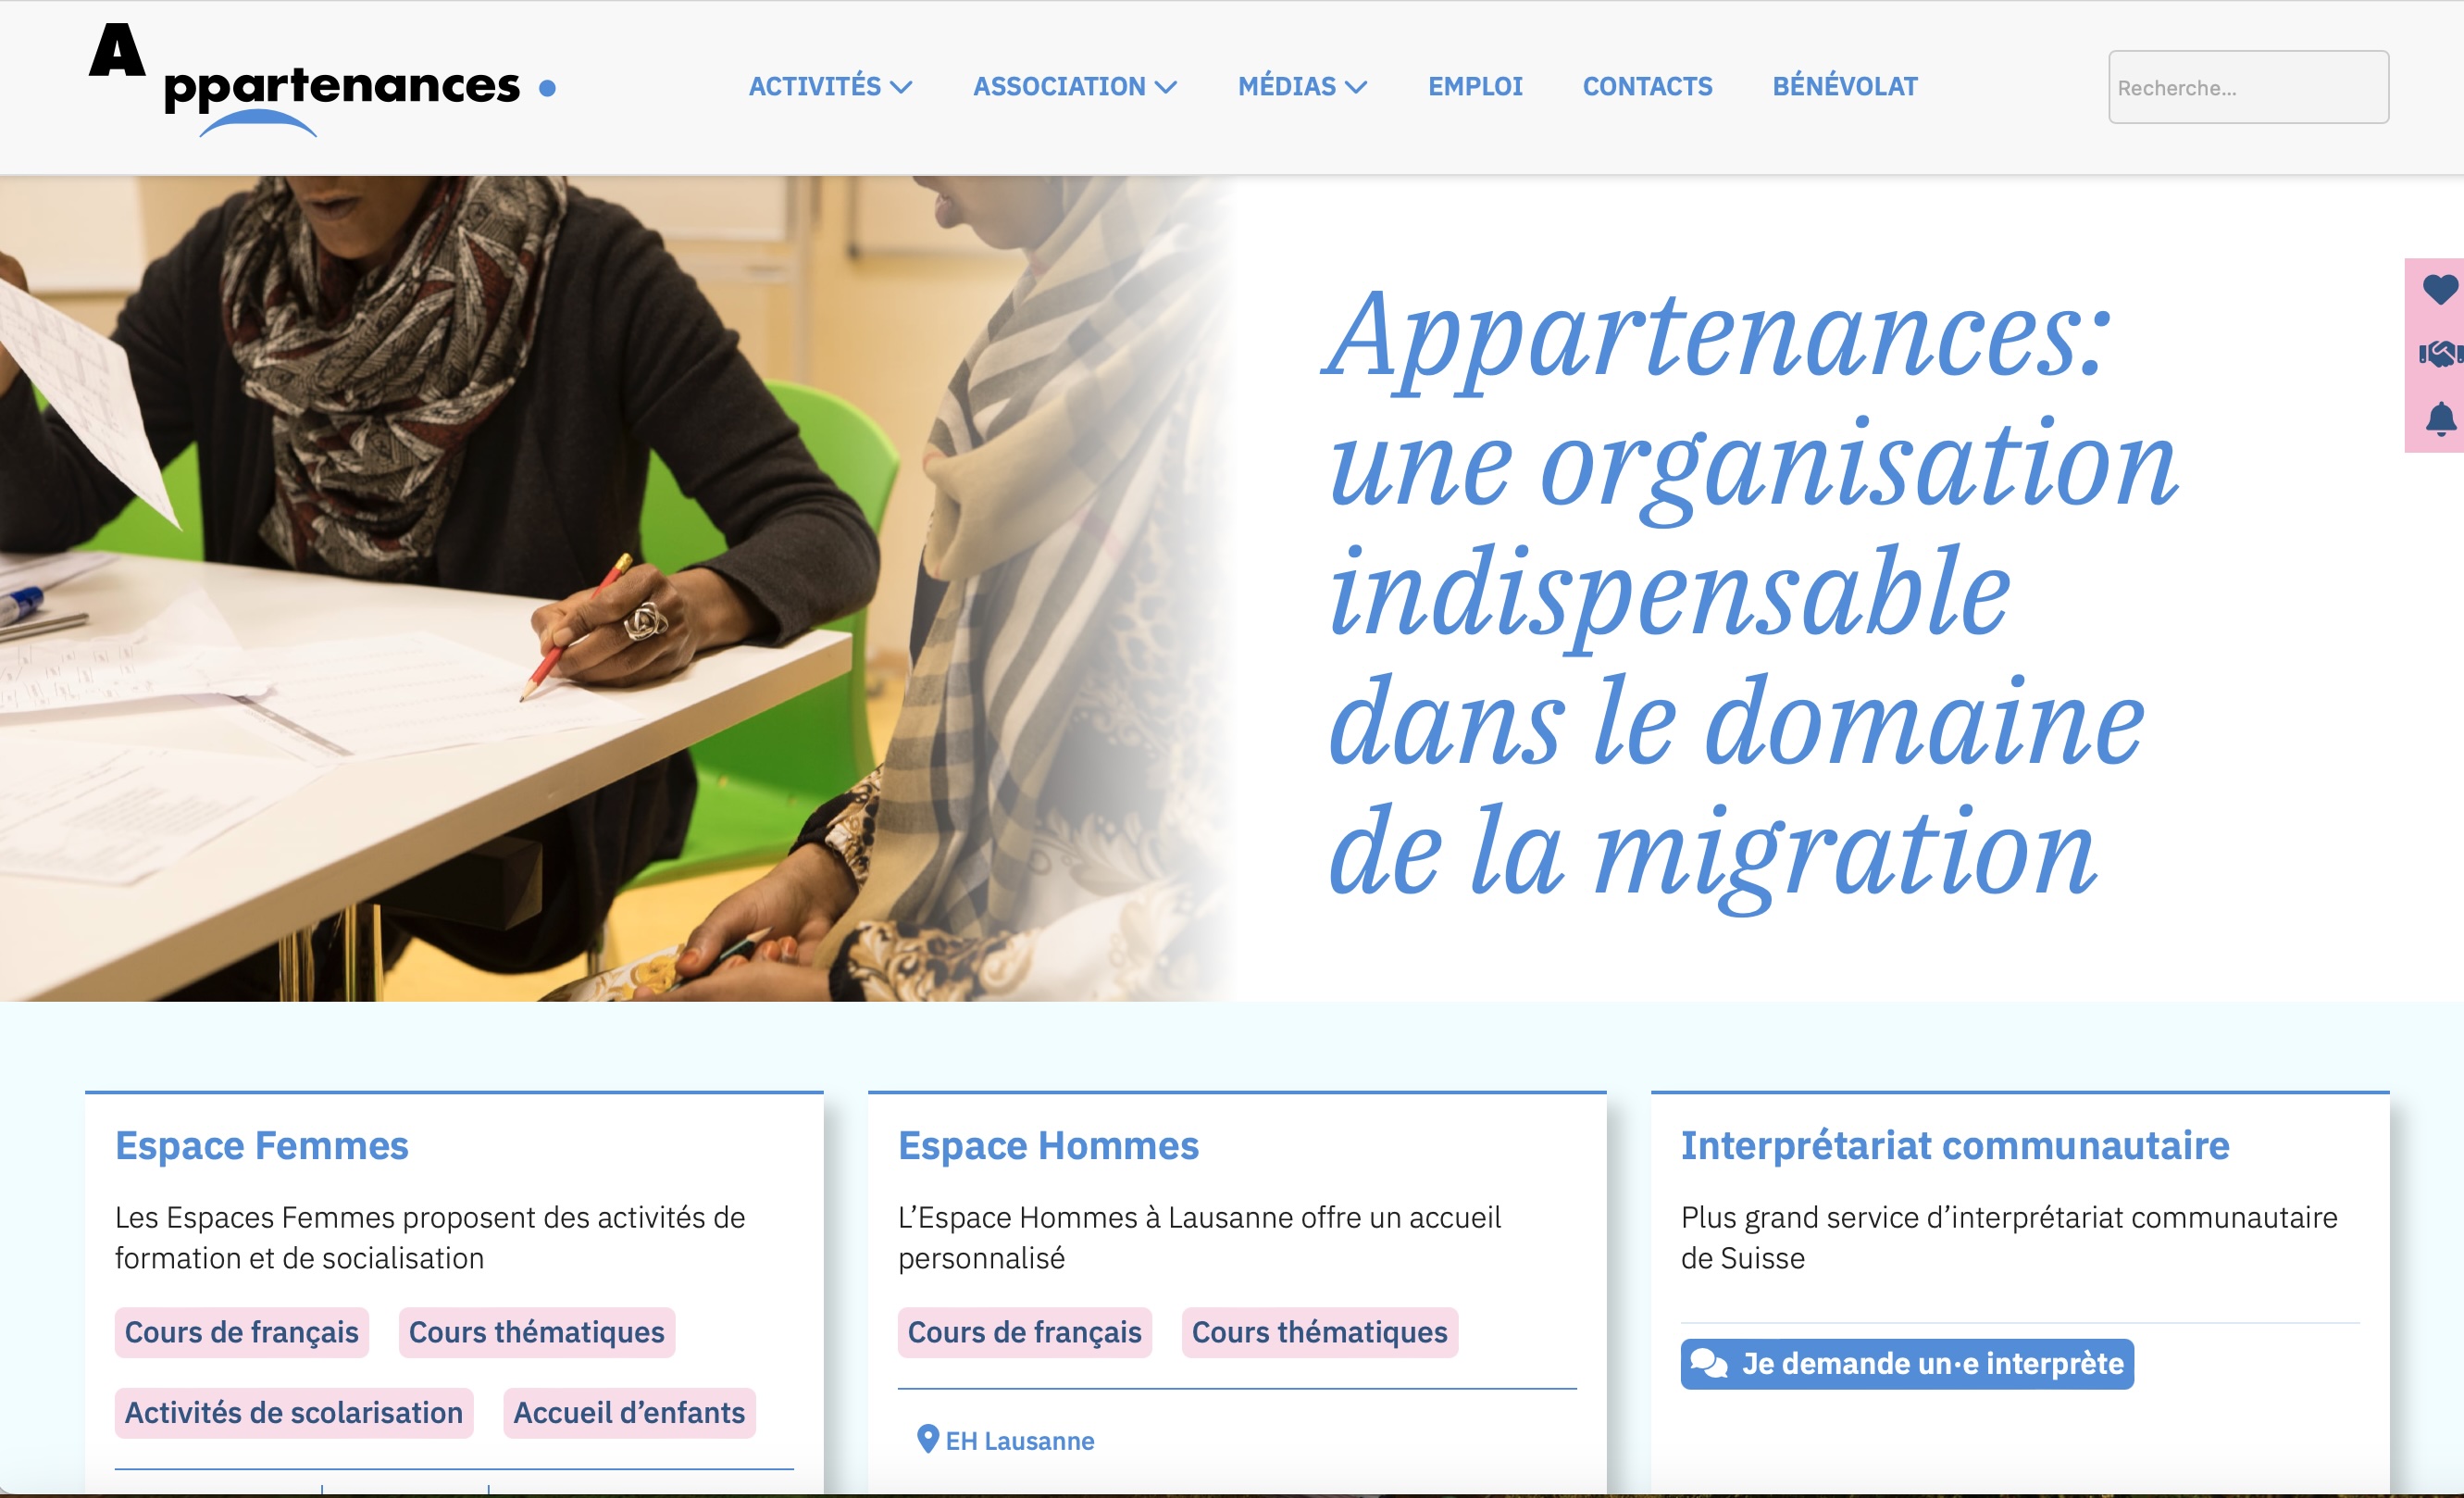 Appartenances
ACTIVITÉS
ASSOCIATION
MÉDIAS
EMPLOI
CONTACTS
BÉNÉVOLAT
Recherche...
Appartenances:
une organisation
indispensable
dans le domaine
de la migration
Espace Femmes
Les Espaces Femmes proposent des activités de
formation et de socialisation
Cours de français
Cours thématiques
Activités de scolarisation
Accueil d’enfants
Espace Hommes
L’Espace Hommes à Lausanne offre un accueil
personnalisé
Cours de français
Cours thématiques
EH Lausanne
Interprétariat communautaire
Plus grand service d’interprétariat communautaire
de Suisse
Je demande un·e interprète